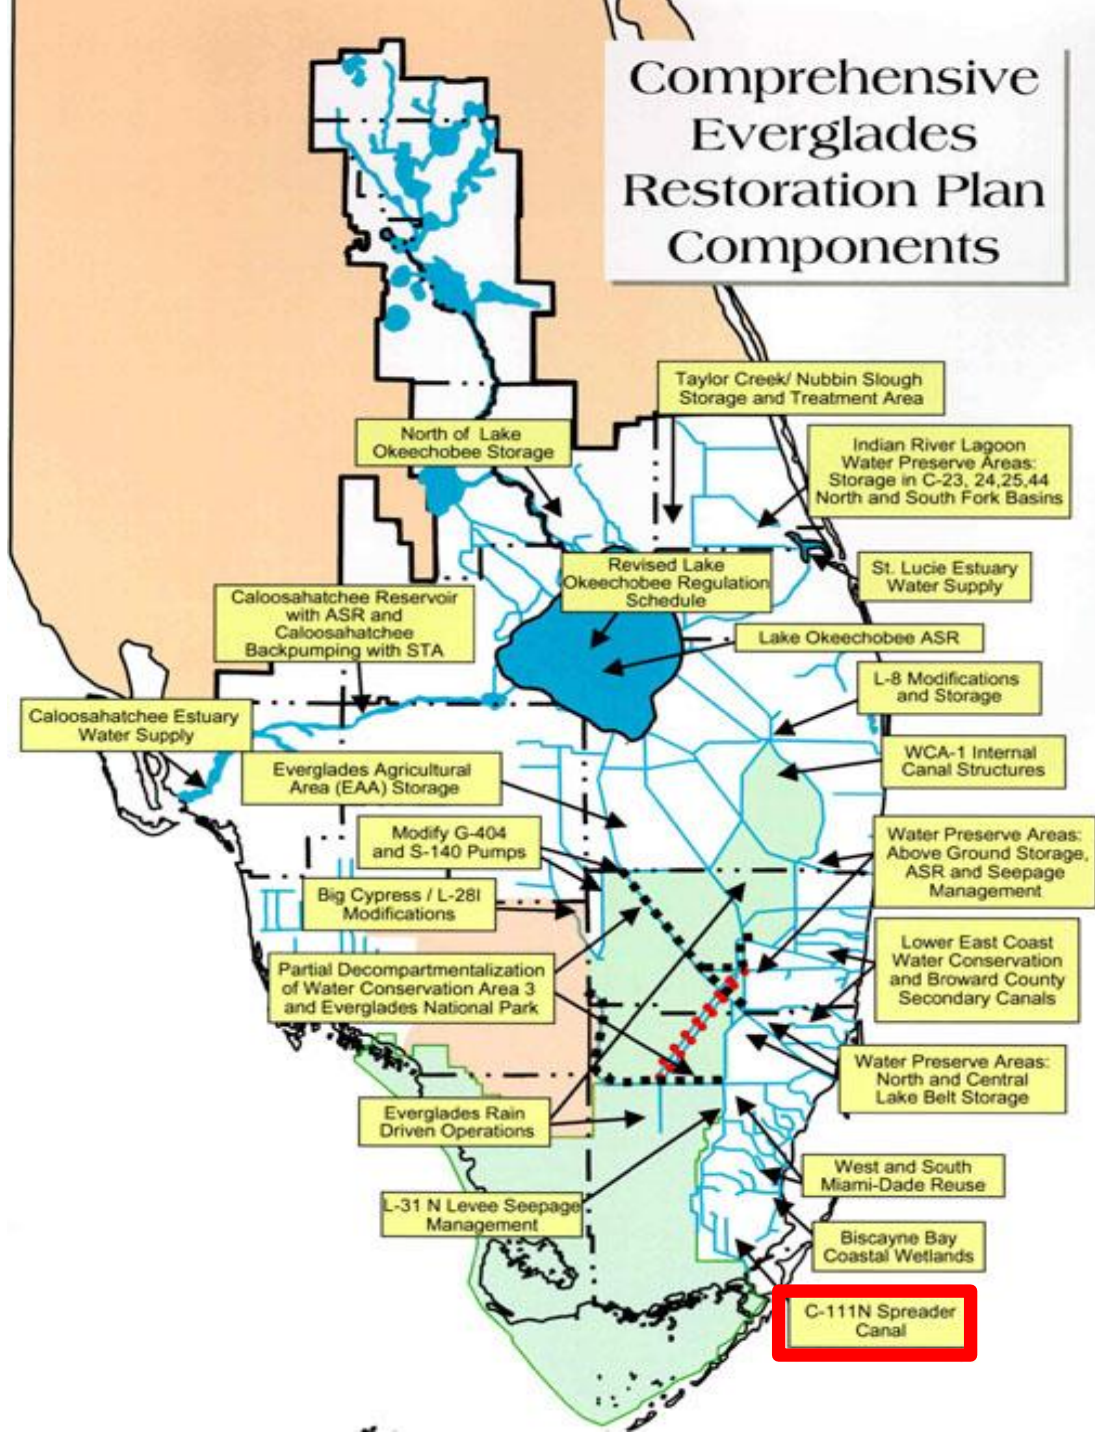 Comprehensive
Everglades
Restoration Plan
Components
Taylor Creek/ Nubbin Slough
Storage and Treatment Area
North of Lake
Okeechobee Storage
Indian River Lagoon
Water Preserve Areas:
Storage in C-23, 24,25,44
North and South Fork Basins
Revised Lake
Okeechobee Regulation
Schedule
St. Lucie Estuary
Water Supply
Caloosahatchee Reservoir
with ASR and
Caloosahatchee
Backpumping with STA
Lake Okeechobee ASR
L-8 Modifications
and Storage
Caloosahatchee Estuary
Water Supply
WCA-1 Internal
Canal Structures
Everglades Agricultural
Area (EAA) Storage
Modify G-404
and S-140 Pumps
Water Preserve Areas:
Above Ground Storage,
ASR and Seepage
Management
Big Cypress / L-28I
Modifications
Lower East Coast
Water Conservation
and Broward County
Secondary Canals
Partial Decompartmentalization
of Water Conservation Area 3
and Everglades National Park
Water Preserve Areas:
North and Central
Lake Belt Storage
Everglades Rain
Driven Operations
West and South
Miami-Dade Reuse
L-31 N Levee Seepage
Management
Biscayne Bay
Coastal Wetlands
C-111N Spreader
Canal